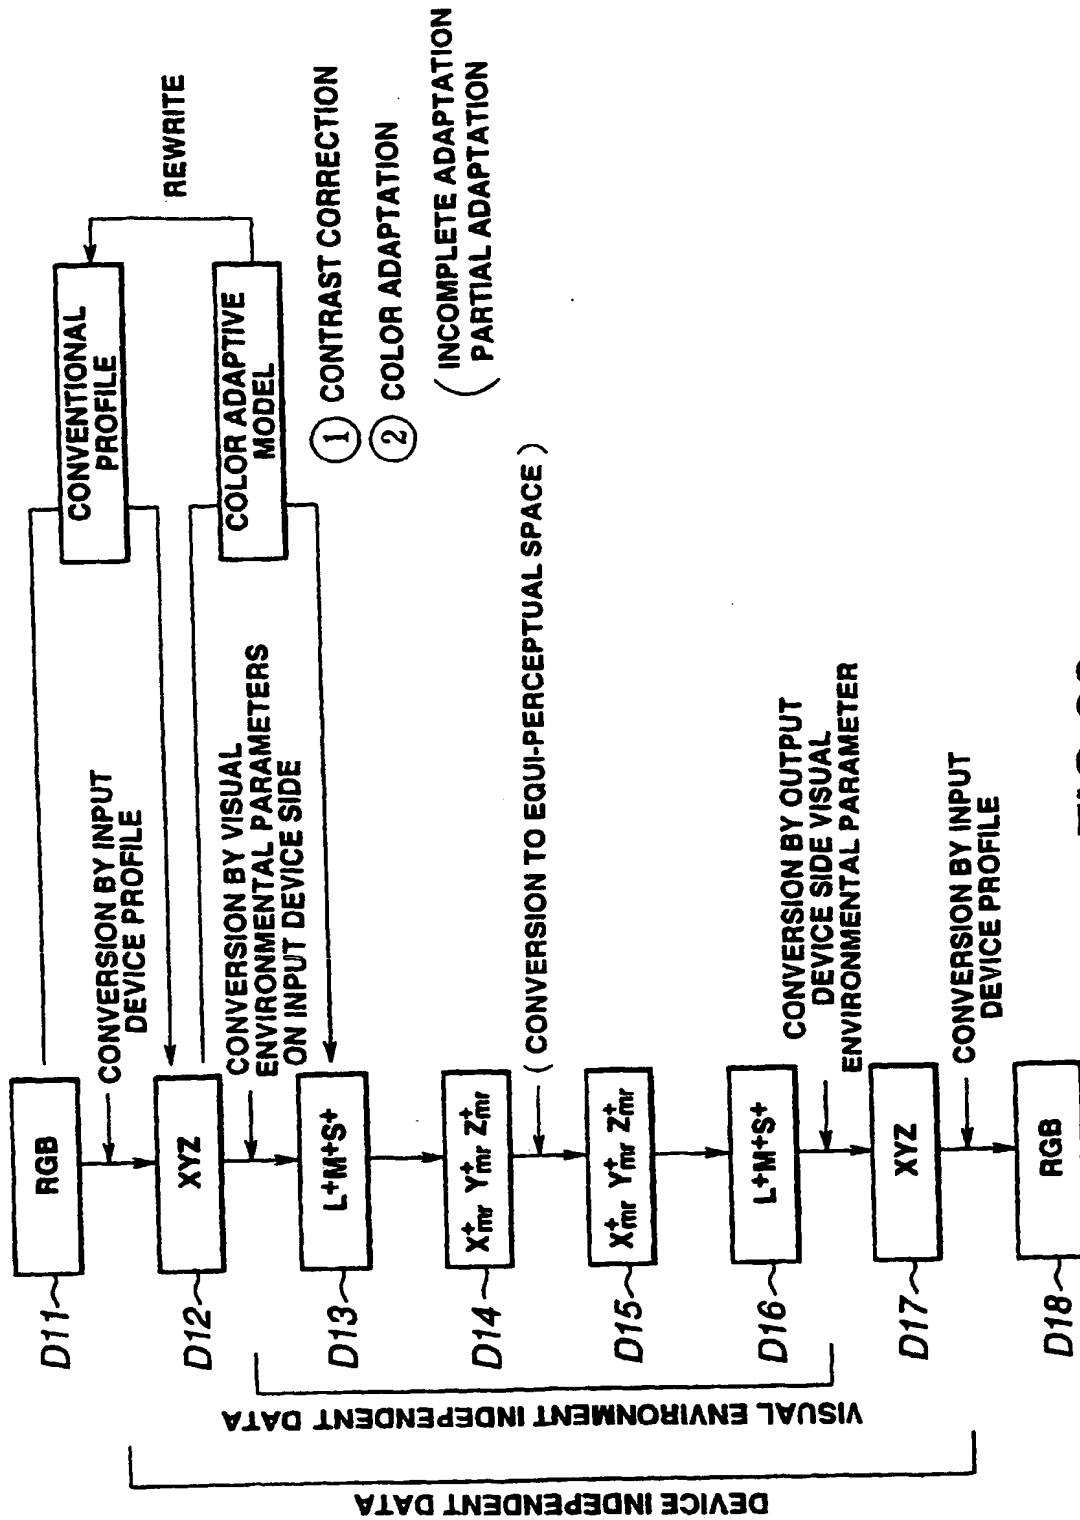 D11
RGB
CONVERSION BY INPUT
DEVICE PROFILE
CONVENTIONAL
PROFILE
REWRITE
D12
XYZ
CONVERSION BY VISUAL
ENVIRONMENTAL PARAMETERS
ON INPUT DEVICE SIDE
COLOR ADAPTIVE
MODEL
D13
L+M+S+
① CONTRAST CORRECTION
② COLOR ADAPTATION
(INCOMPLETE ADAPTATION
PARTIAL ADAPTATION
D14
X+mr Y+mr Z+mr
(CONVERSION TO EQUI-PERCEPTUAL SPACE)
D15
X+mr Y+mr Z+mr
D16
L+M+S+
CONVERSION BY OUTPUT
DEVICE SIDE VISUAL
ENVIRONMENTAL PARAMETER
D17
XYZ
CONVERSION BY INPUT
DEVICE PROFILE
D18
RGB
VISUAL ENVIRONMENT INDEPENDENT DATA
DEVICE INDEPENDENT DATA